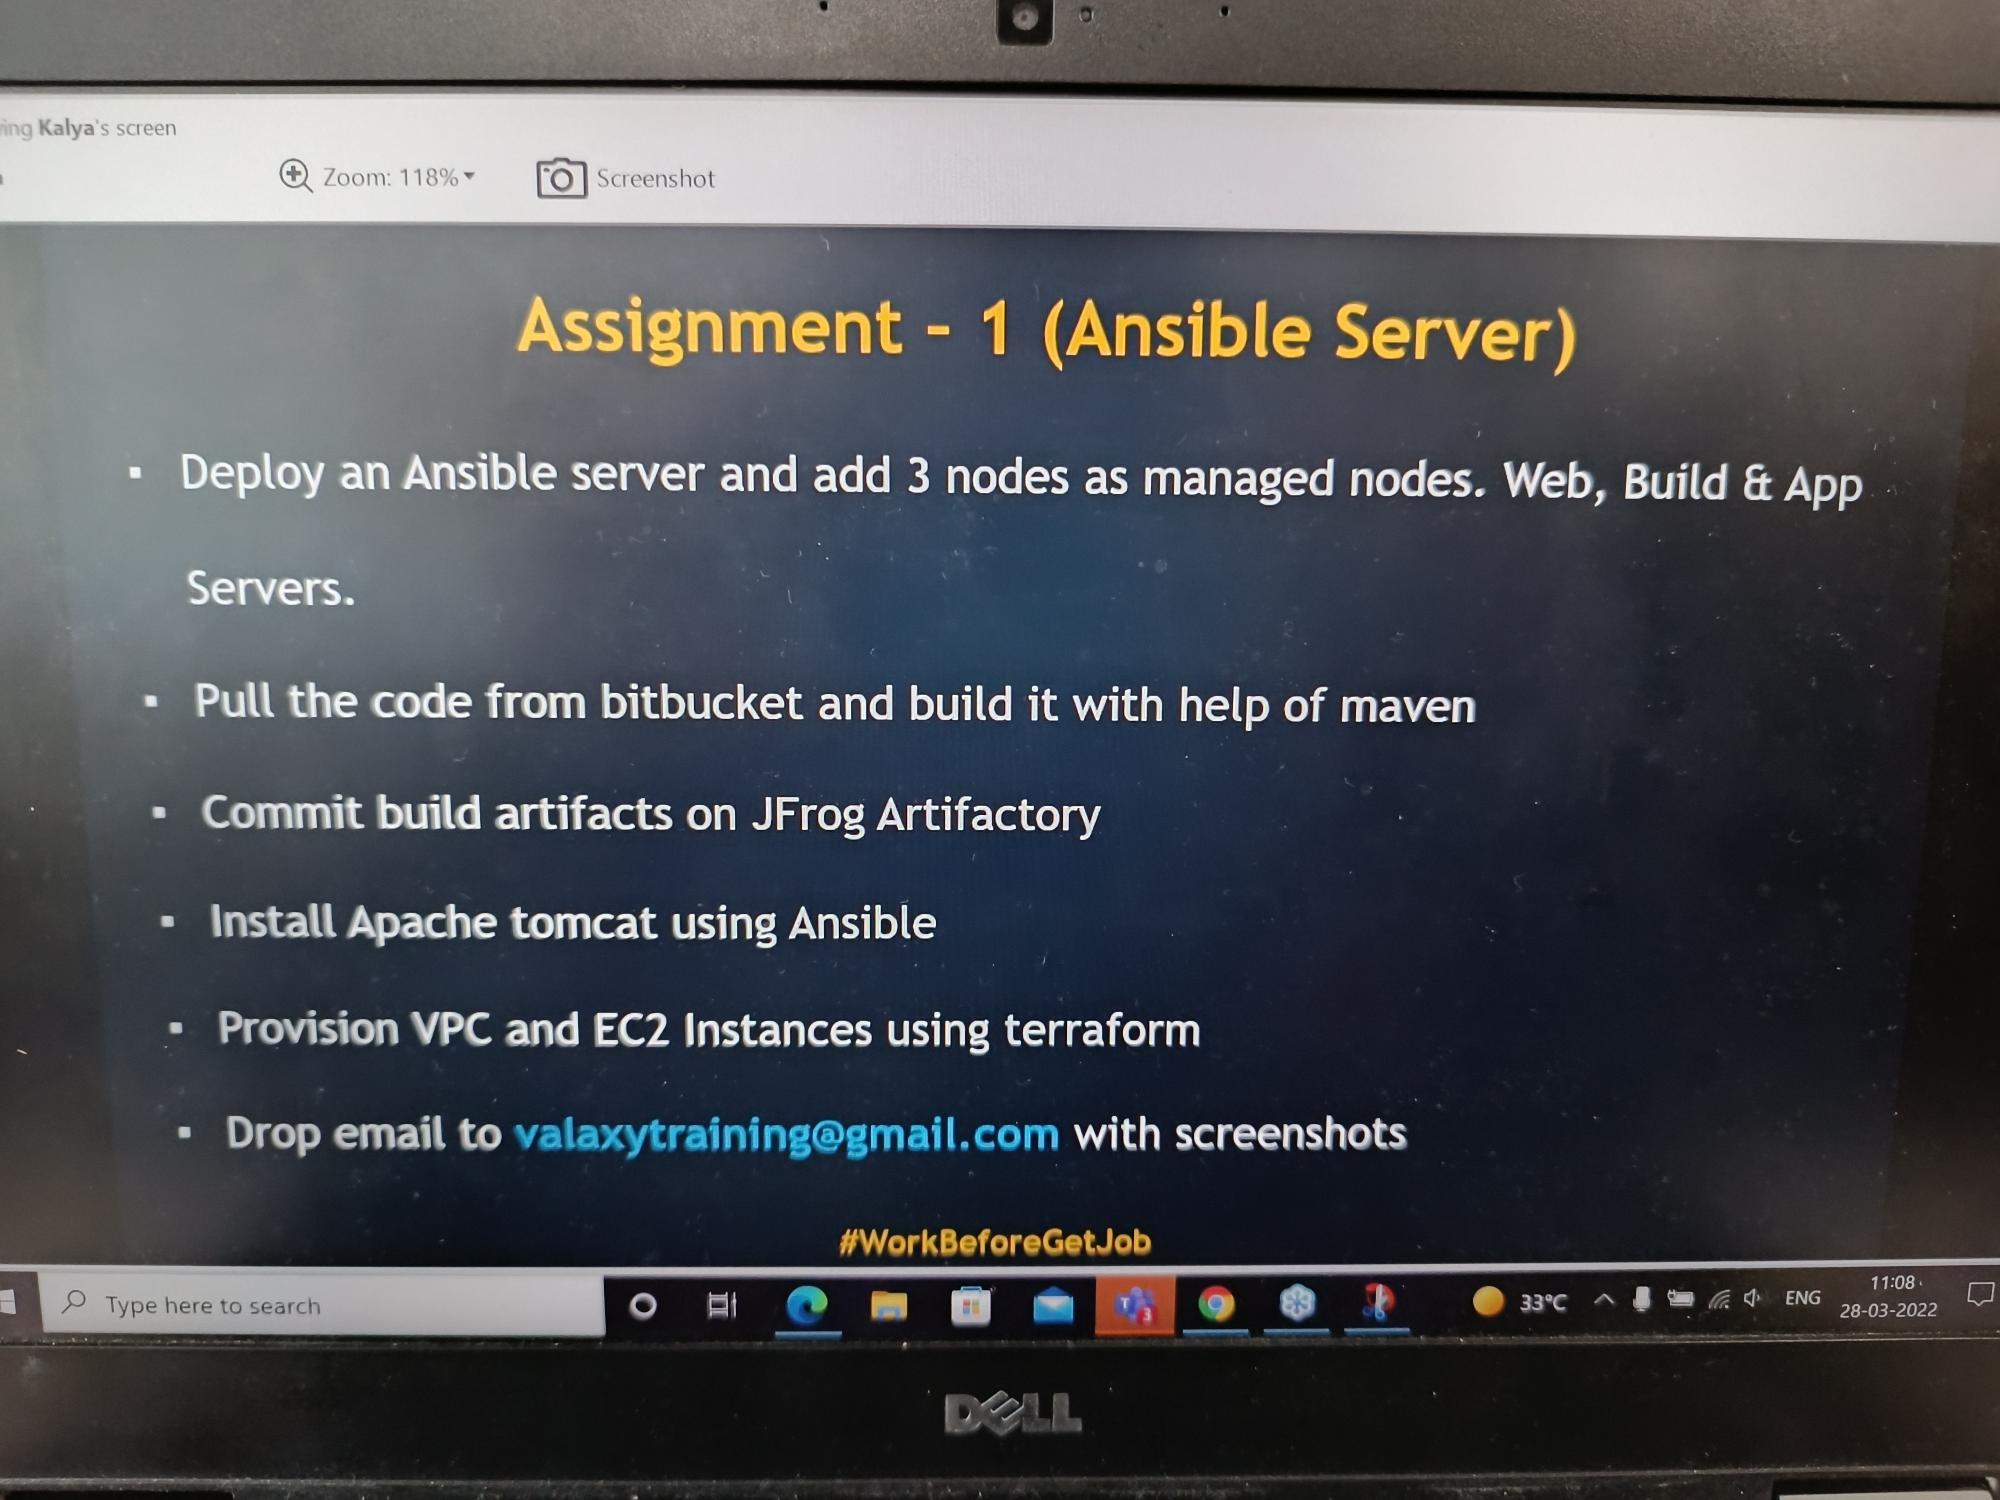 ing Kalya's screen
Zoom: 118%
Screenshot
Assignment - 1 (Ansible Server)
▪ Deploy an Ansible server and add 3 nodes as managed nodes. Web, Build & App
Servers.
▪ Pull the code from bitbucket and build it with help of maven
▪ Commit build artifacts on JFrog Artifactory
▪ Install Apache tomcat using Ansible
▪ Provision VPC and EC2 Instances using terraform
▪ Drop email to valaxytraining@gmail.com with screenshots
#WorkBeforeGetJob
Type here to search
T
3
33°C
ENG
11:08
28-03-2022
DELL